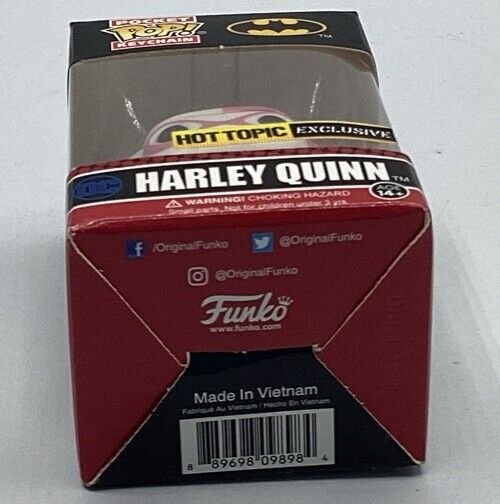 POCKET
POP!
KEYCHAIN
TM
HOT TOPIC EXCLUSIVE
DC HARLEY QUINN TM
AGE 14+
⚠ WARNING! CHOKING HAZARD
Small parts. Not for children under 3 yrs.
/OriginalFunko @OriginalFunko
@OriginalFunko
Funko
www.funko.com
Made In Vietnam
Fabriqué Au Vietnam / Hecho En Vietnam
8 89698 09898 4